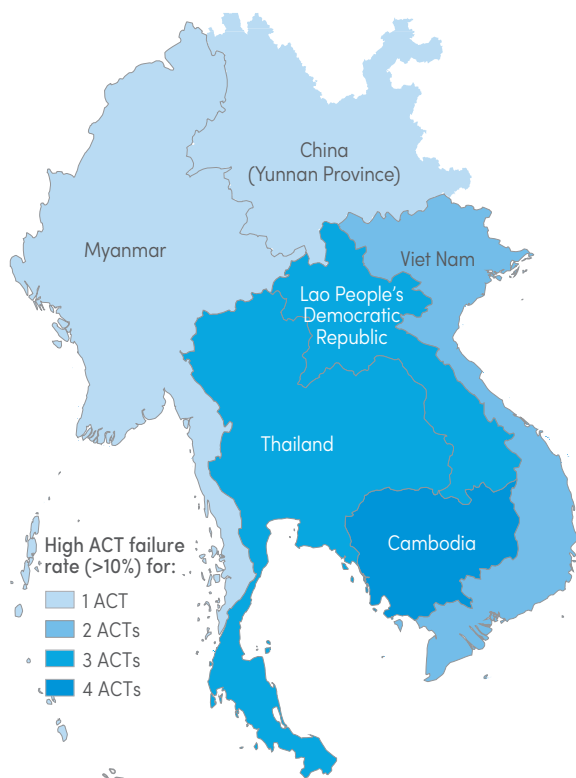 China
(Yunnan Province)
Myanmar
Viet Nam
Lao People's
Democratic
Republic
Thailand
Cambodia
High ACT failure
rate (>10%) for:
1 ACT
2 ACTs
3 ACTs
4 ACTs